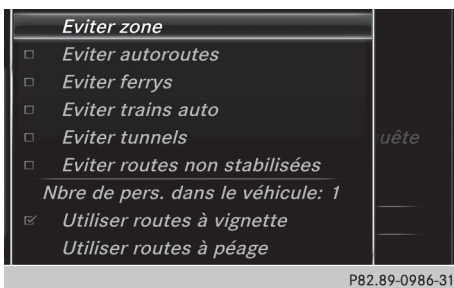 Eviter zone
Eviter autoroutes
Eviter ferrys
Eviter trains auto
Eviter tunnels
uête
Eviter routes non stabilisées
Nbre de pers. dans le véhicule: 1
Utiliser routes à vignette
Utiliser routes à péage
P82.89-0986-31